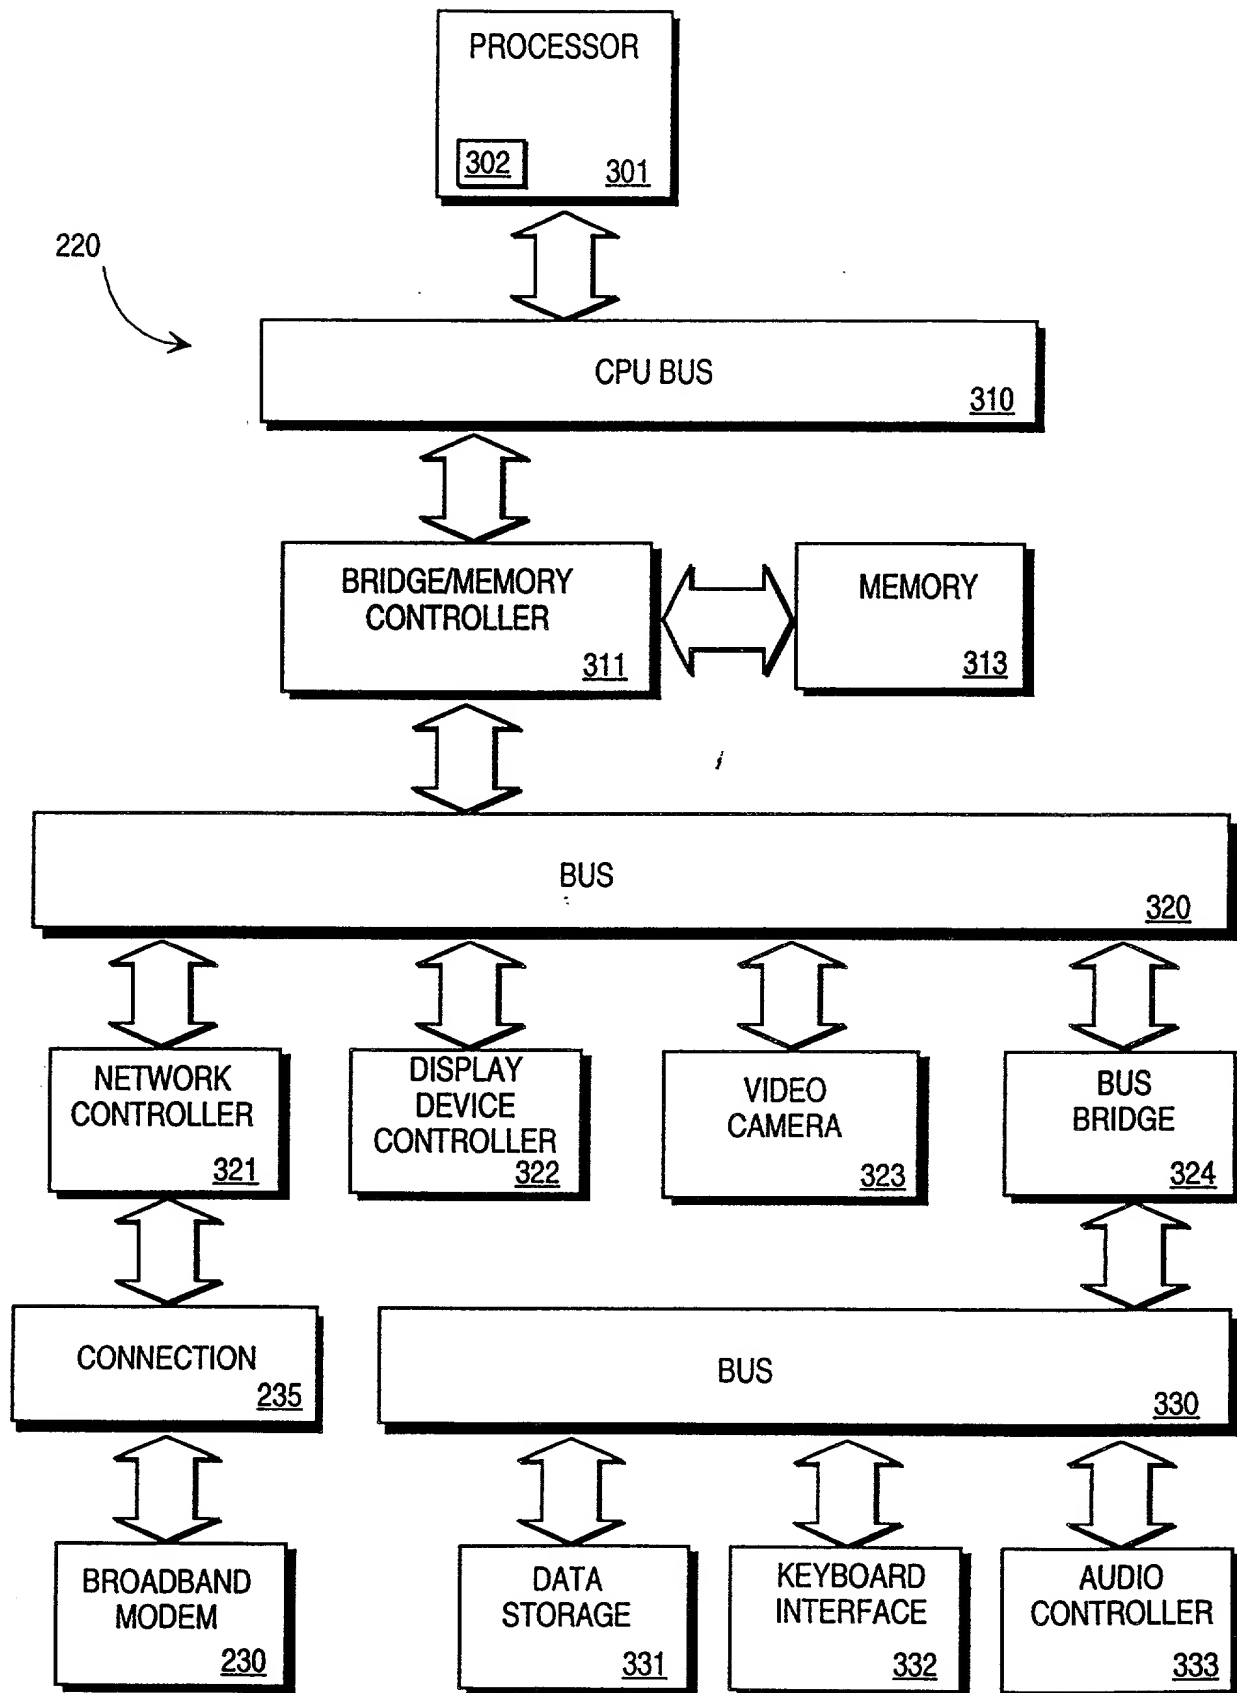 PROCESSOR
302
301
220
CPU BUS
310
BRIDGE/MEMORY
CONTROLLER
311
MEMORY
313
BUS
320
NETWORK
CONTROLLER
321
DISPLAY
DEVICE
CONTROLLER
322
VIDEO
CAMERA
323
BUS
BRIDGE
324
CONNECTION
235
BUS
330
BROADBAND
MODEM
230
DATA
STORAGE
331
KEYBOARD
INTERFACE
332
AUDIO
CONTROLLER
333